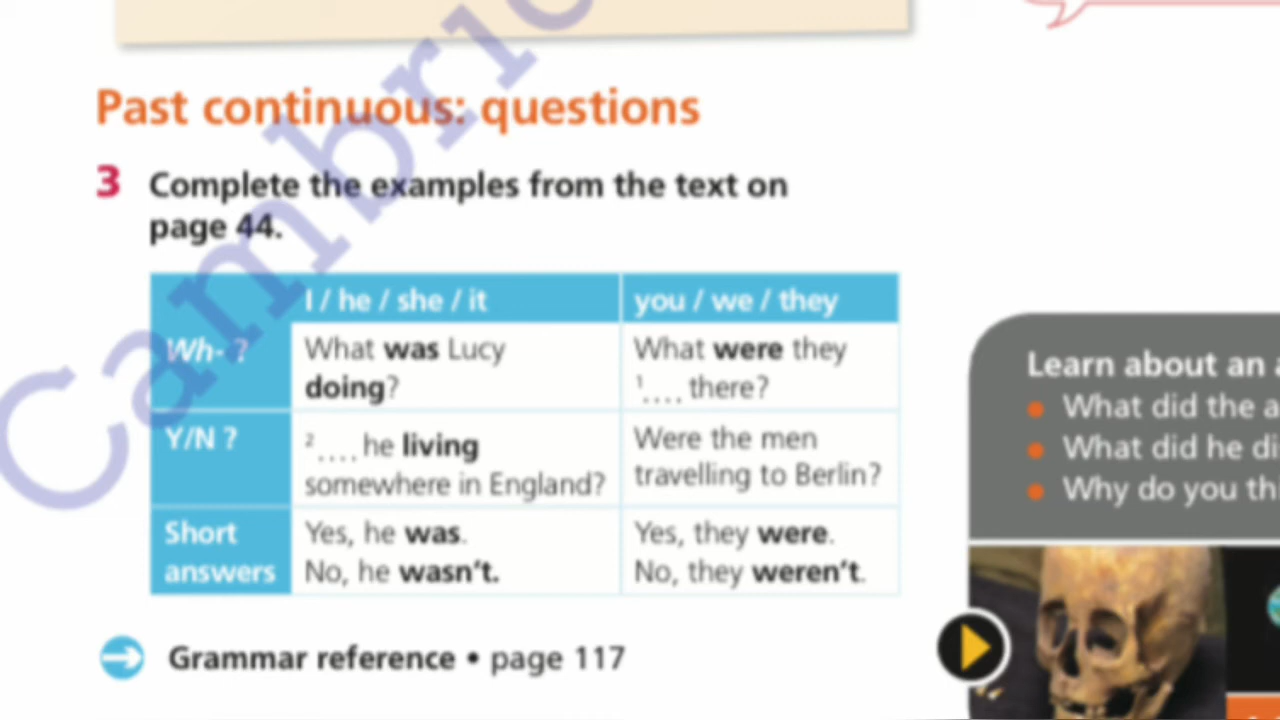 Past continuous: questions
3 Complete the examples from the text on
page 44.
I / he / she / it you / we / they
Wh- ? What was Lucy
doing? What were they
1.... there?
Y/N ? 2.... he living
somewhere in England? Were the men
travelling to Berlin?
Short
answers Yes, he was.
No, he wasn't. Yes, they were.
No, they weren't.
Grammar reference • page 117
Learn about an a
What did the a
What did he di
Why do you thi
Cambri